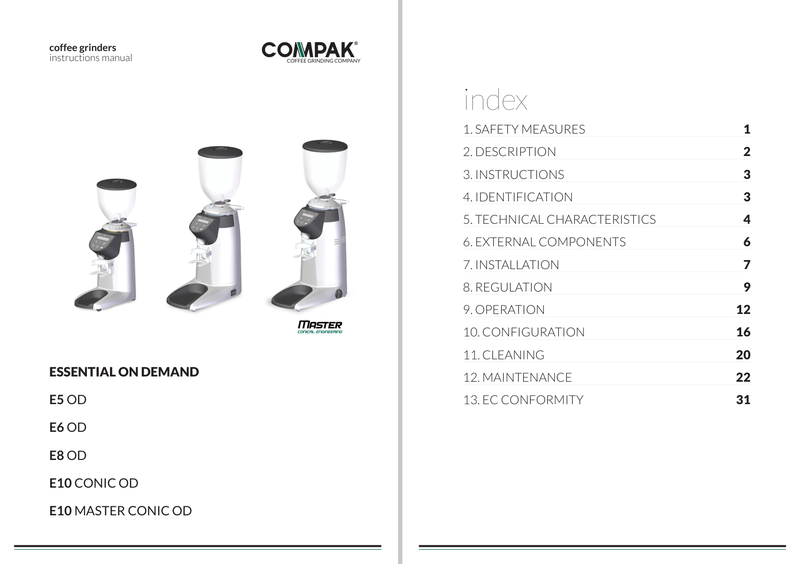 coffee grinders
instructions manual
COMPAK®
COFFEE GRINDING COMPANY
MASTER
CONICAL ENGINEERING
ESSENTIAL ON DEMAND
E5 OD
E6 OD
E8 OD
E10 CONIC OD
E10 MASTER CONIC OD
index
1. SAFETY MEASURES 1
2. DESCRIPTION 2
3. INSTRUCTIONS 3
4. IDENTIFICATION 3
5. TECHNICAL CHARACTERISTICS 4
6. EXTERNAL COMPONENTS 6
7. INSTALLATION 7
8. REGULATION 9
9. OPERATION 12
10. CONFIGURATION 16
11. CLEANING 20
12. MAINTENANCE 22
13. EC CONFORMITY 31